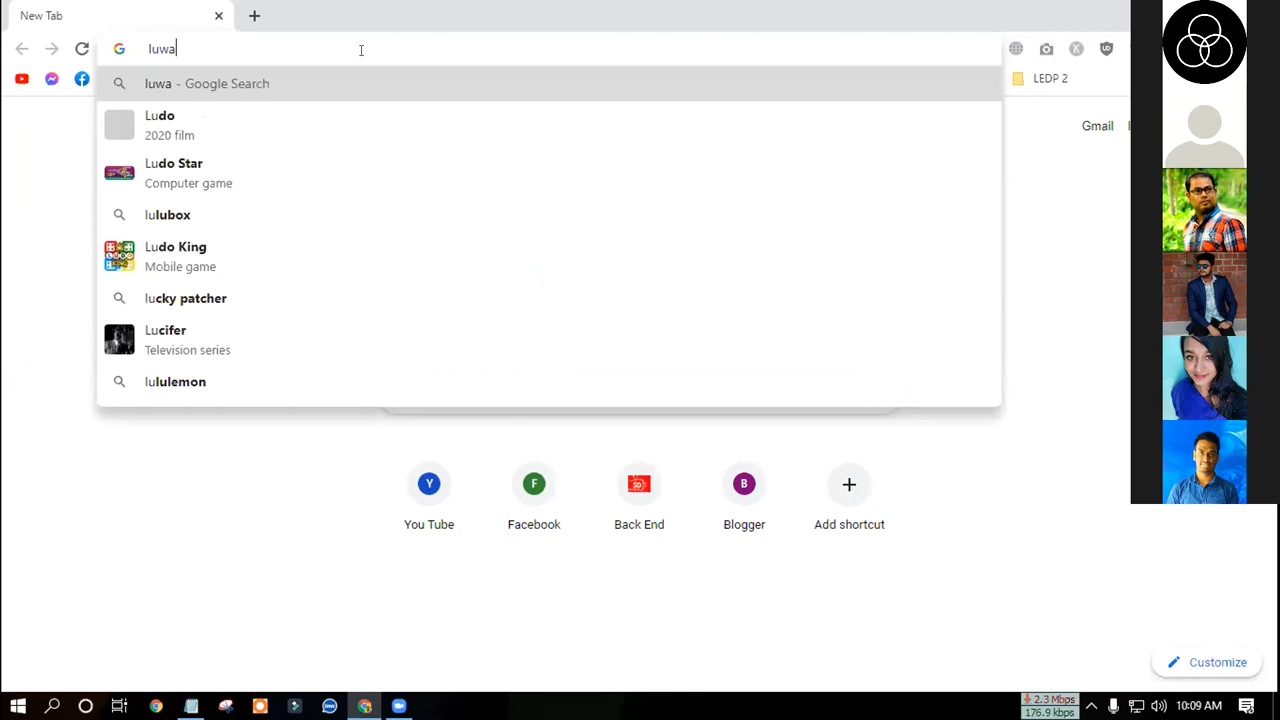 New Tab
luwa
luwa - Google Search
LEDP 2
Ludo
2020 film
Gmail
Ludo Star
Computer game
lulubox
Ludo King
Mobile game
lucky patcher
Lucifer
Television series
lululemon
Y
F
SD
B
You Tube
Facebook
Back End
Blogger
Add shortcut
Customize
2.3 Mbps
176.9 kbps
10:09 AM